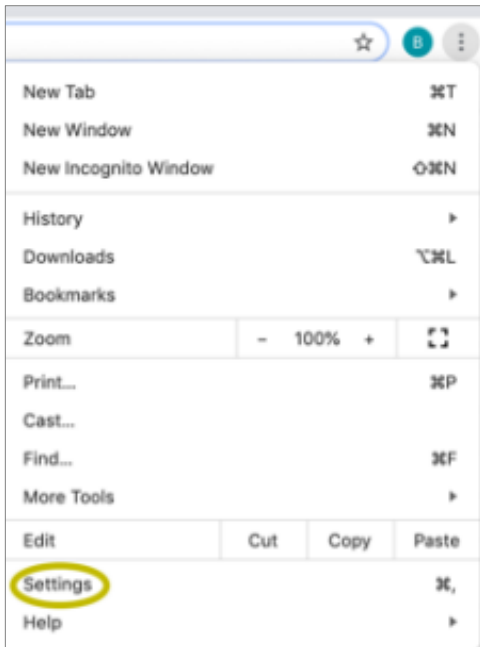 B
New Tab ⌘T
New Window ⌘N
New Incognito Window ⇧⌘N
History
Downloads ⌥⌘L
Bookmarks
Zoom - 100% +
Print... ⌘P
Cast...
Find... ⌘F
More Tools
Edit Cut Copy Paste
Settings ⌘,
Help